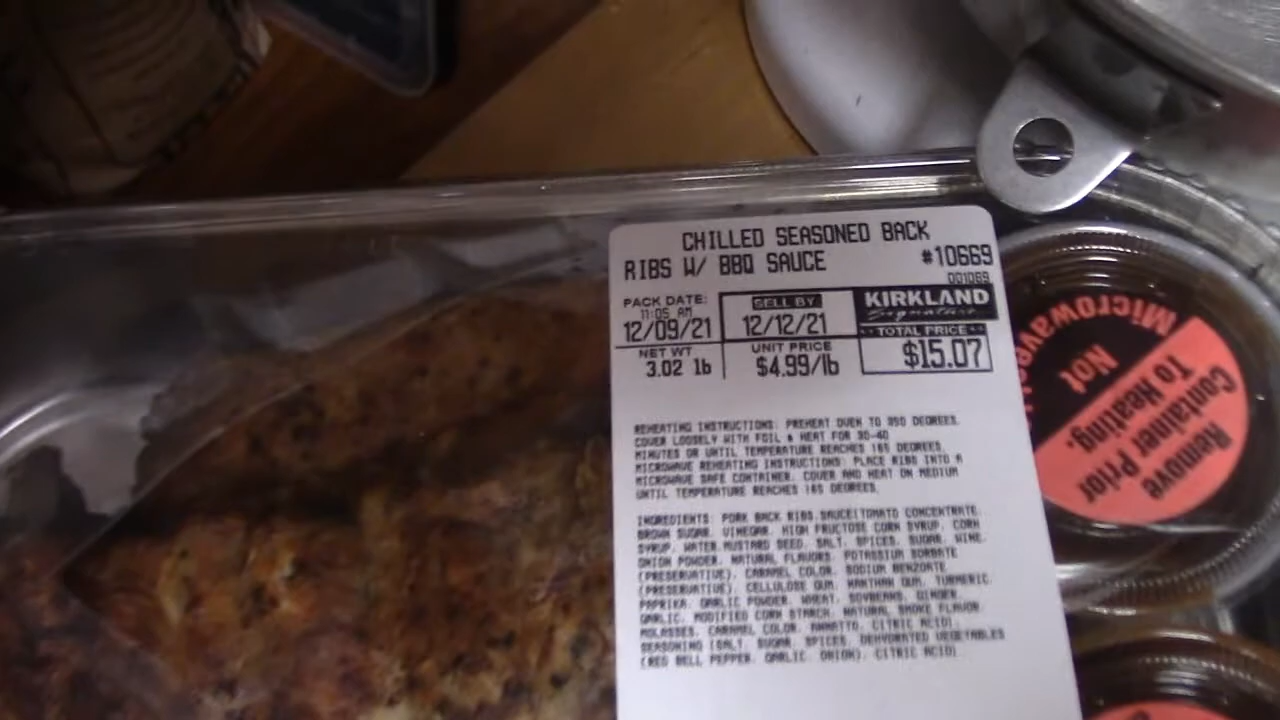 CHILLED SEASONED BACK
RIBS W/ BBQ SAUCE #10669
001069
PACK DATE: SELL BY KIRKLAND
11:05 AM Signature
12/09/21 12/12/21 TOTAL PRICE
NET WT UNIT PRICE $15.07
3.02 lb $4.99/lb
REHEATING INSTRUCTIONS: PREHEAT OVEN TO 350 DEGREES.
COVER LOOSELY WITH FOIL & HEAT FOR 30-40
MINUTES OR UNTIL TEMPERATURE REACHES 165 DEGREES.
MICROWAVE REHEATING INSTRUCTIONS: PLACE RIBS INTO A
MICROWAVE SAFE CONTAINER. COVER AND HEAT ON MEDIUM
UNTIL TEMPERATURE REACHES 165 DEGREES.
INGREDIENTS: PORK BACK RIBS, SAUCE(TOMATO CONCENTRATE,
BROWN SUGAR, VINEGAR, HIGH FRUCTOSE CORN SYRUP, CORN
SYRUP, WATER, MUSTARD SEED, SALT, SPICES, SUGAR, WINE,
ONION POWDER, NATURAL FLAVORS, POTASSIUM SORBATE
(PRESERVATIVE), CARAMEL COLOR, SODIUM BENZOATE
(PRESERVATIVE), CELLULOSE GUM, XANTHAN GUM, TURMERIC,
PAPRIKA, GARLIC POWDER, WHEAT, SOYBEANS, GINGER,
GARLIC, MODIFIED CORN STARCH, NATURAL SMOKE FLAVOR,
MOLASSES, CARAMEL COLOR, ANNATTO, CITRIC ACID),
SEASONING (SALT, SUGAR, SPICES, DEHYDRATED VEGETABLES
(RED BELL PEPPER, GARLIC, ONION), CITRIC ACID)
Remove
Container Prior
To Heating.
Not
Microwave